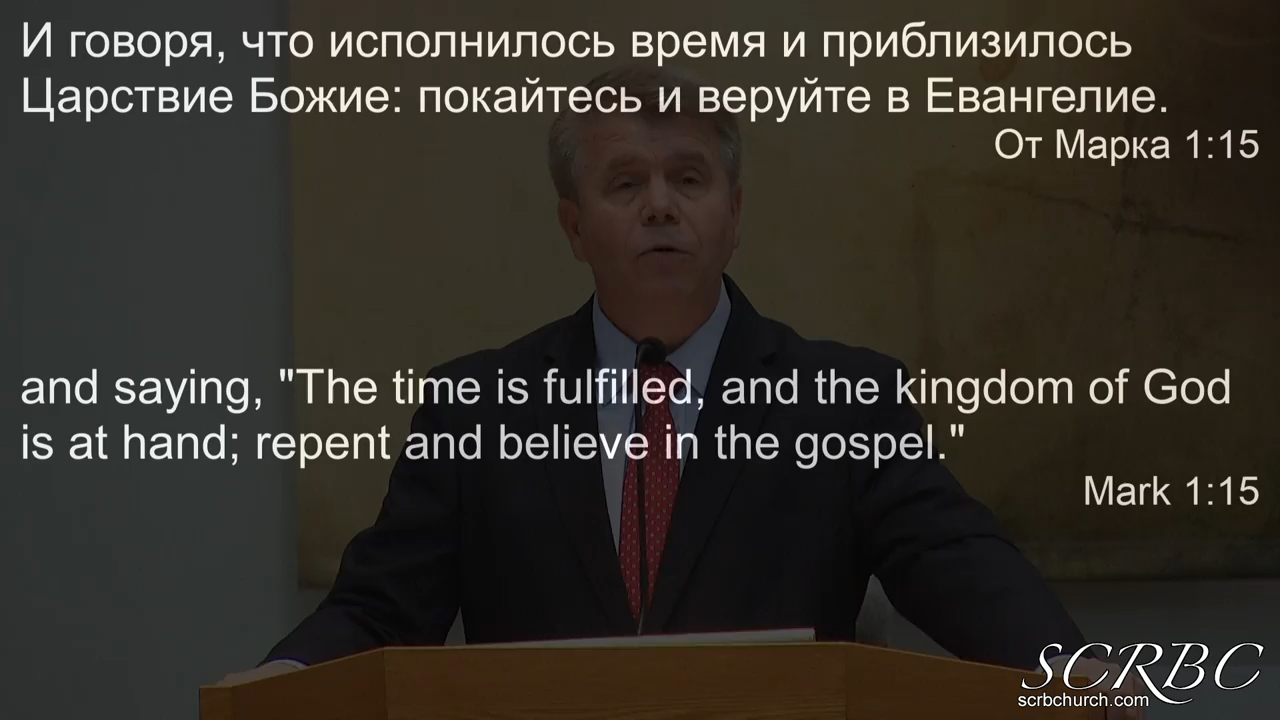 И говоря, что исполнилось время и приблизилось
Царствие Божие: покайтесь и веруйте в Евангелие.
От Марка 1:15
and saying, "The time is fulfilled, and the kingdom of God
is at hand; repent and believe in the gospel."
Mark 1:15
SCRBC
scrbchurch.com